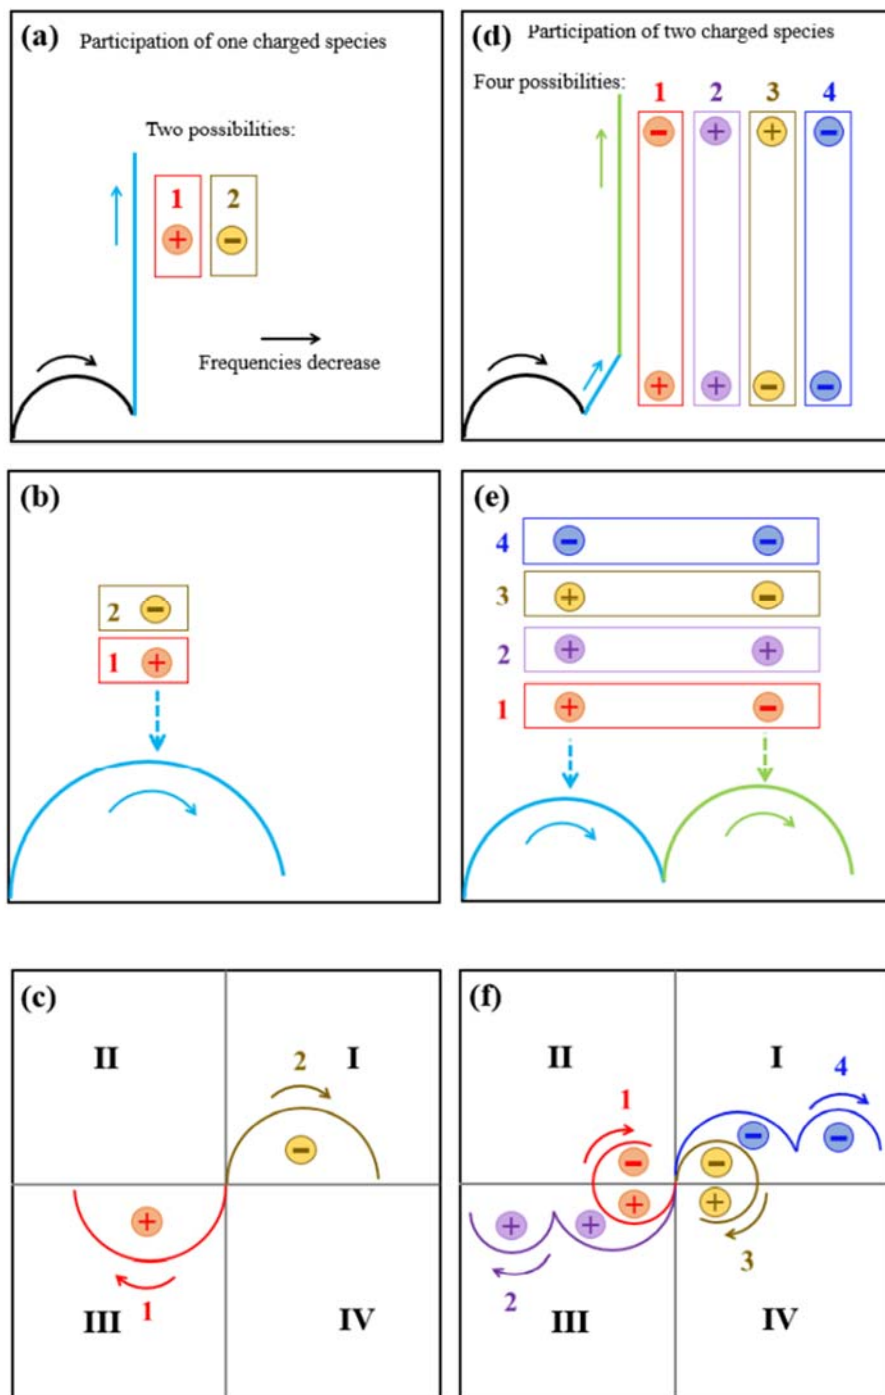 (a)
Participation of one charged species
Two possibilities:
1 2
+ −
Frequencies decrease
(d)
Participation of two charged species
Four possibilities:
1 2 3 4
− + + −
+ + − −
(b)
2 −
1 +
(e)
4 − −
3 + −
2 + +
1 + −
(c)
II
I
2
−
+
1
III
IV
(f)
II
I
1
4
− − − −
+ + + +
2
3
III
IV